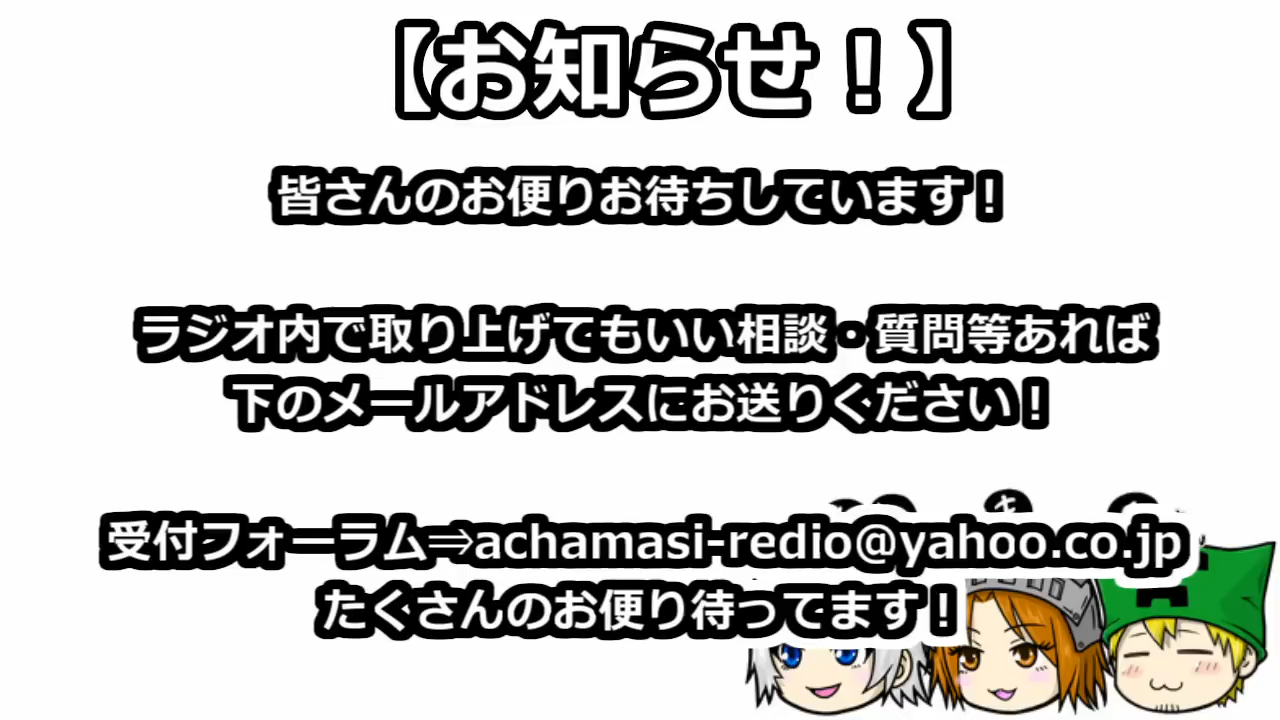 【お知らせ！】
皆さんのお便りお待ちしています！
ラジオ内で取り上げてもいい相談・質問等あれば
下のメールアドレスにお送りください！
受付フォーラム⇒achamasi-redio@yahoo.co.jp
たくさんのお便り待ってます！